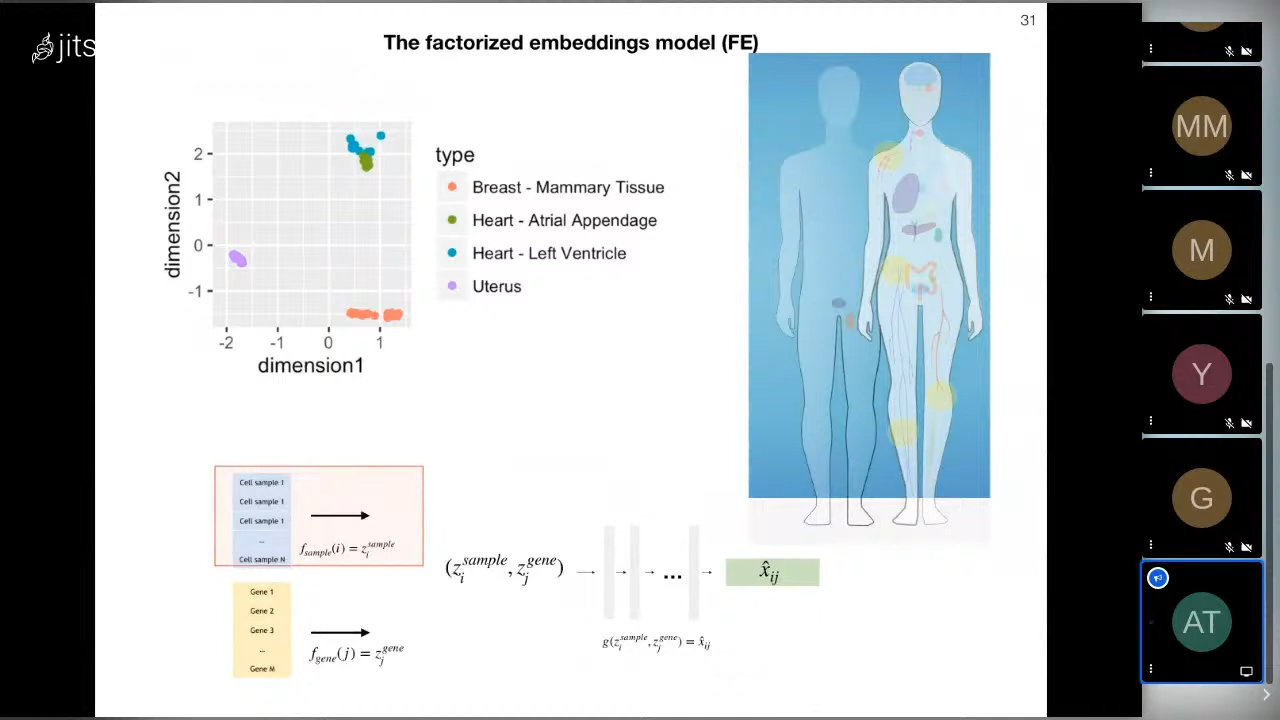 31
jits
The factorized embeddings model (FE)
type
Breast - Mammary Tissue
Heart - Atrial Appendage
Heart - Left Ventricle
Uterus
dimension2
2
1
0
-1
-2 -1 0 1
dimension1
Cell sample 1
Cell sample 1
Cell sample 1
...
Cell sample N
f_sample(i) = z_i^sample
Gene 1
Gene 2
Gene 3
...
Gene M
f_gene(j) = z_j^gene
(z_i^sample, z_j^gene)
...
x̂_ij
g(z_i^sample, z_j^gene) = x̂_ij
MM
M
Y
G
AT